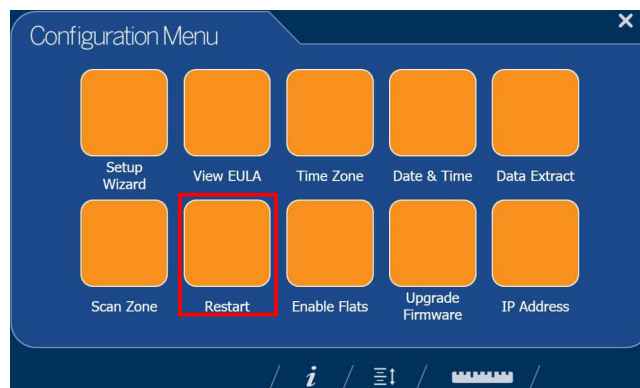 Configuration Menu
Setup
Wizard
View EULA
Time Zone
Date & Time
Data Extract
Scan Zone
Restart
Enable Flats
Upgrade
Firmware
IP Address
i